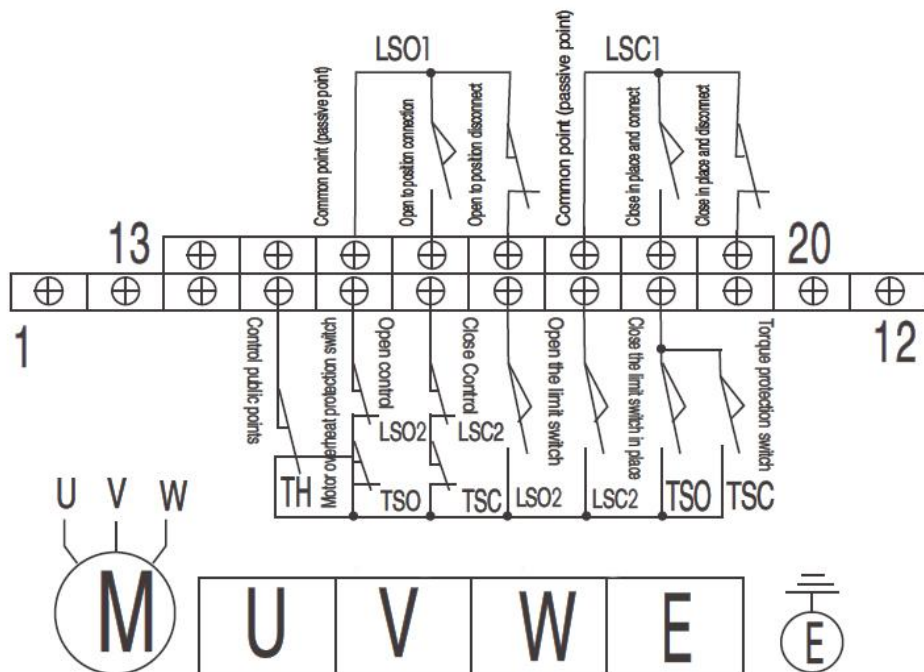 LSO1
LSC1
Common point (passive point)
Open to position connection
Open to position disconnect
Common point (passive point)
Close in place and connect
Close in place and disconnect
13
20
1
12
Control public points
Motor overheat protection switch
Open control
Close Control
Open the limit switch
Close the limit switch in place
Torque protection switch
LSO2
LSC2
TH
TSO
TSC
LSO2
LSC2
TSO
TSC
U V W
M
U V W E
E